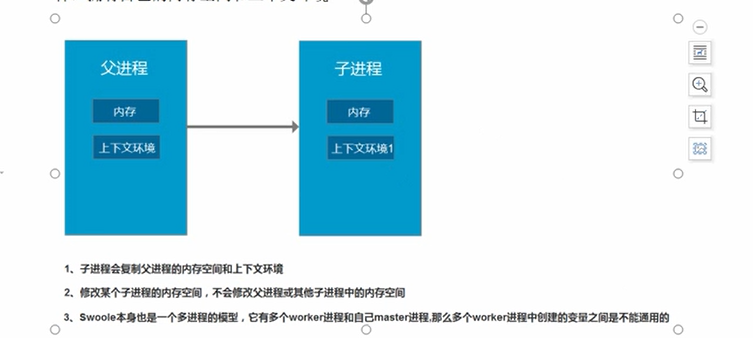 父进程
子进程
内存
内存
上下文环境
上下文环境1
1、子进程会复制父进程的内存空间和上下文环境
2、修改某个子进程的内存空间，不会修改父进程或其他子进程中的内存空间
3、Swoole本身也是一个多进程的模型，它有多个worker进程和自己master进程,那么多个worker进程中创建的变量之间是不能通用的